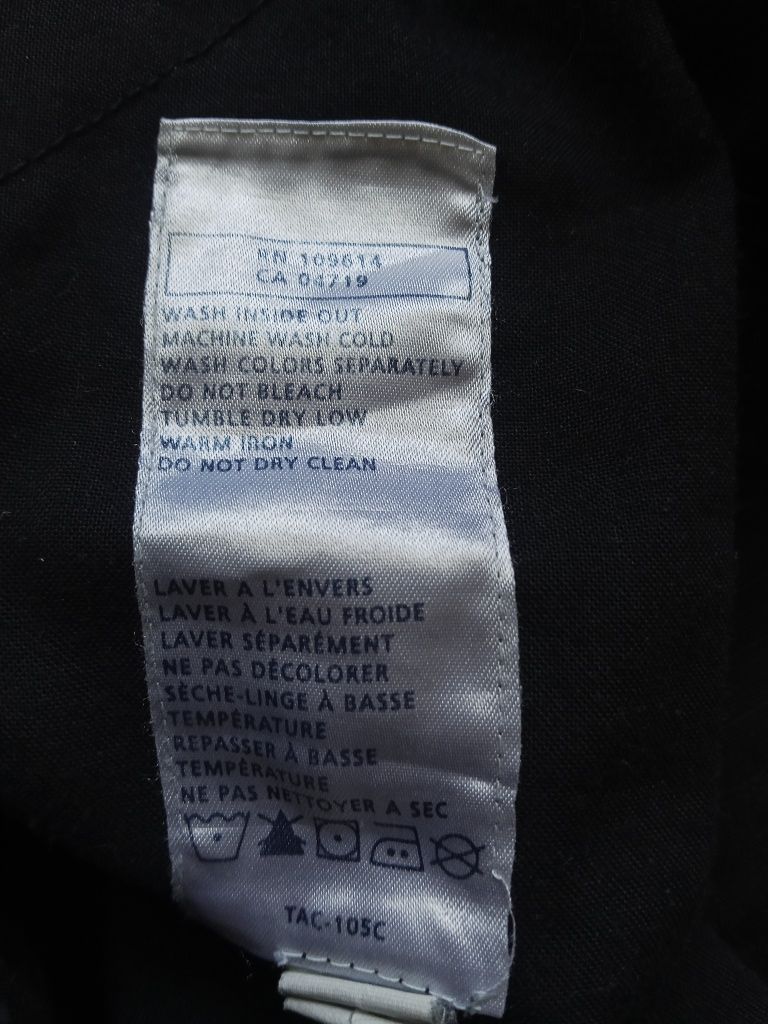 RN 109614
CA 04719
WASH INSIDE OUT
MACHINE WASH COLD
WASH COLORS SEPARATELY
DO NOT BLEACH
TUMBLE DRY LOW
WARM IRON
DO NOT DRY CLEAN
LAVER A L'ENVERS
LAVER À L'EAU FROIDE
LAVER SÉPARÉMENT
NE PAS DÉCOLORER
SÈCHE-LINGE À BASSE
TEMPÉRATURE
REPASSER À BASSE
TEMPÉRATURE
NE PAS NETTOYER A SEC
TAC-105C